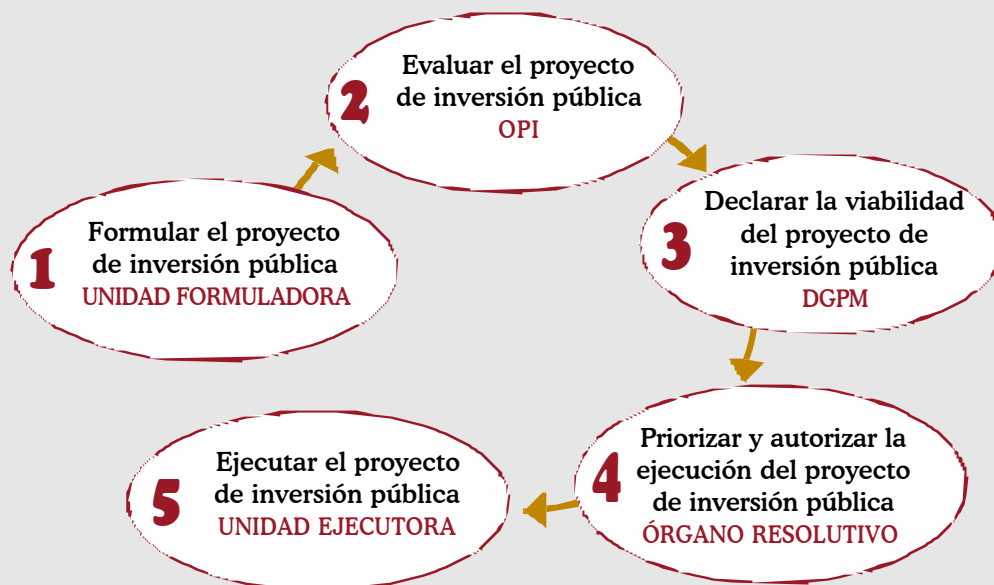 1
Formular el proyecto
de inversión pública
UNIDAD FORMULADORA
2
Evaluar el proyecto
de inversión pública
OPI
3
Declarar la viabilidad
del proyecto de
inversión pública
DGPM
4
Priorizar y autorizar la
ejecución del proyecto
de inversión pública
ÓRGANO RESOLUTIVO
5
Ejecutar el proyecto
de inversión pública
UNIDAD EJECUTORA